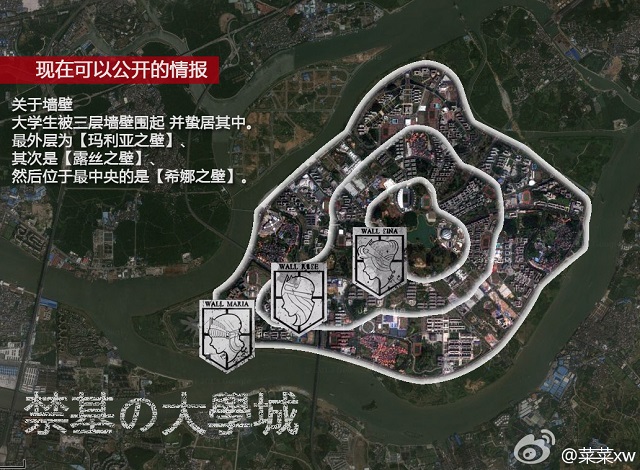 现在可以公开的情报
关于墙壁
大学生被三层墙壁围起 并蛰居其中。
最外层为【玛利亚之壁】、
其次是【露丝之壁】、
然后位于最中央的是【希娜之壁】。
WALL SINA
WALL ROSE
WALL MARIA
禁基の大學城
@菜菜xw